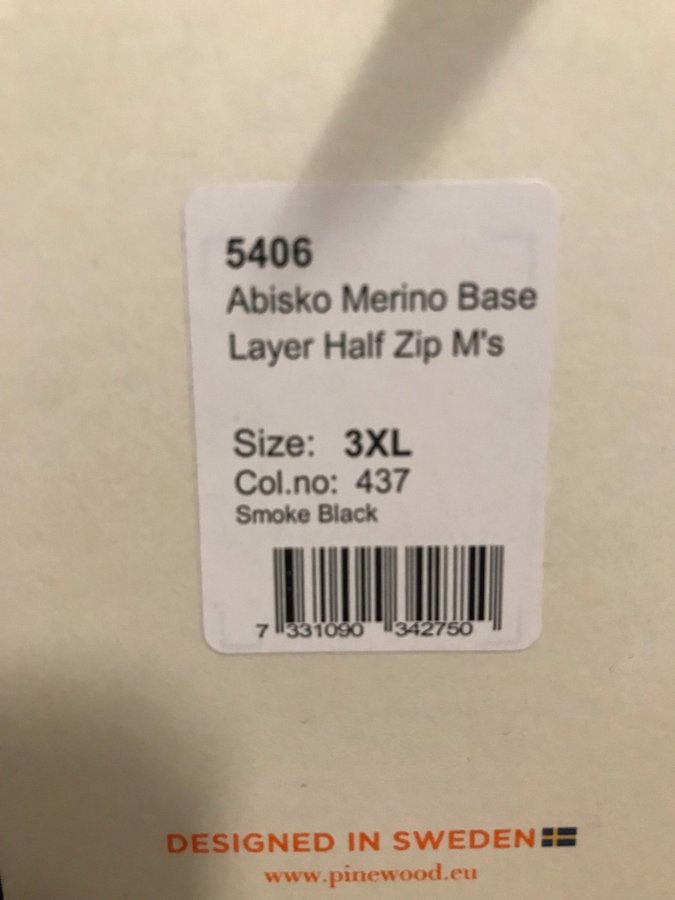 5406
Abisko Merino Base
Layer Half Zip M's
Size: 3XL
Col.no: 437
Smoke Black
7 331090 342750
DESIGNED IN SWEDEN
www.pinewood.eu